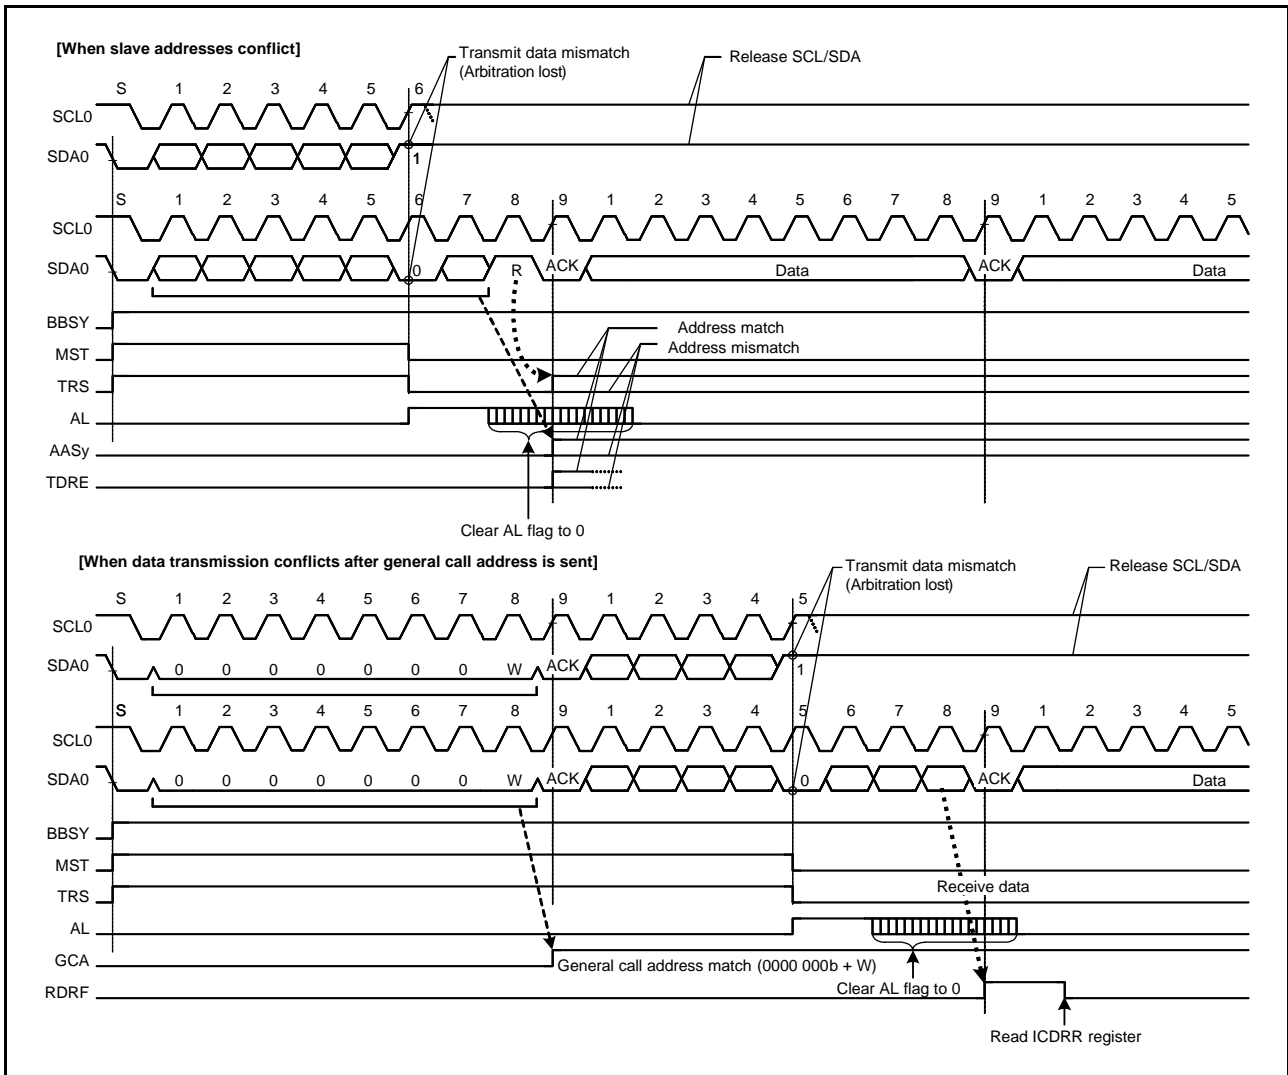 [When slave addresses conflict]
Transmit data mismatch
(Arbitration lost)
Release SCL/SDA
S 1 2 3 4 5 6
SCL0
SDA0 1
S 1 2 3 4 5 6 7 8 9 1 2 3 4 5 6 7 8 9 1 2 3 4 5
SCL0
SDA0 0 R ACK Data ACK Data
BBSY
Address match
MST
Address mismatch
TRS
AL
AASy
TDRE
Clear AL flag to 0
[When data transmission conflicts after general call address is sent]
Transmit data mismatch
(Arbitration lost)
Release SCL/SDA
S 1 2 3 4 5 6 7 8 9 1 2 3 4 5
SCL0
SDA0 0 0 0 0 0 0 0 W ACK 1
S 1 2 3 4 5 6 7 8 9 1 2 3 4 5 6 7 8 9 1 2 3 4 5
SCL0
SDA0 0 0 0 0 0 0 0 W ACK 0 ACK Data
BBSY
MST
TRS
Receive data
AL
GCA
General call address match (0000 000b + W)
Clear AL flag to 0
RDRF
Read ICDRR register